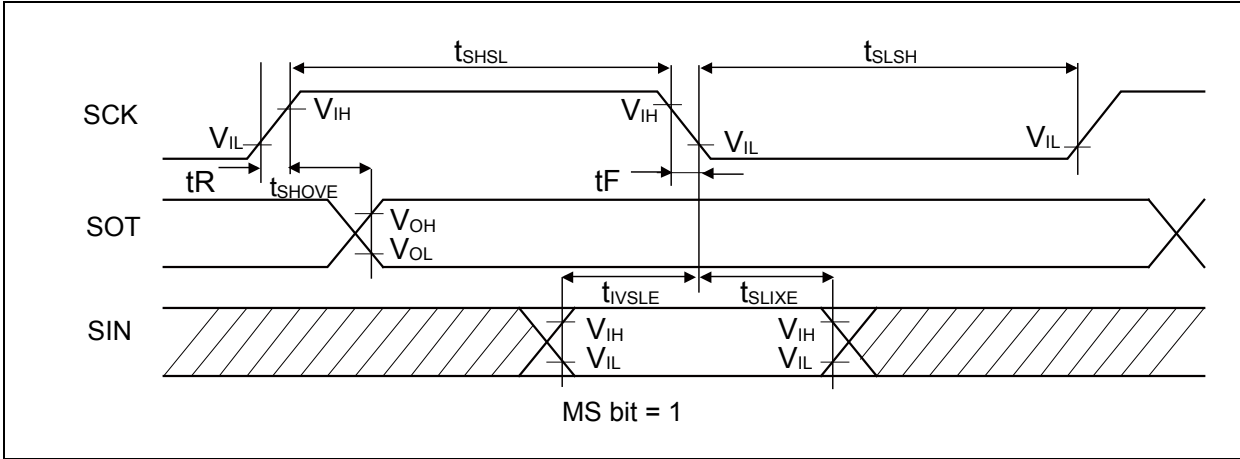 tSHSL tSLSH
SCK VIH VIH
VIL VIL VIL
tR tSHOVE tF
SOT VOH
VOL
tIVSLE tSLIXE
SIN VIH VIH
VIL VIL
MS bit = 1